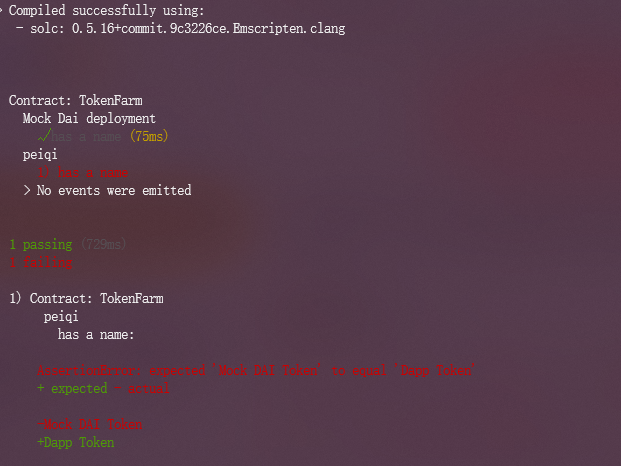 > Compiled successfully using:
- solc: 0.5.16+commit.9c3226ce.Emscripten.clang
Contract: TokenFarm
Mock Dai deployment
✓ has a name (75ms)
peiqi
1) has a name
> No events were emitted
1 passing (729ms)
1 failing
1) Contract: TokenFarm
peiqi
has a name:
AssertionError: expected 'Mock DAI Token' to equal 'Dapp Token'
+ expected - actual
-Mock DAI Token
+Dapp Token